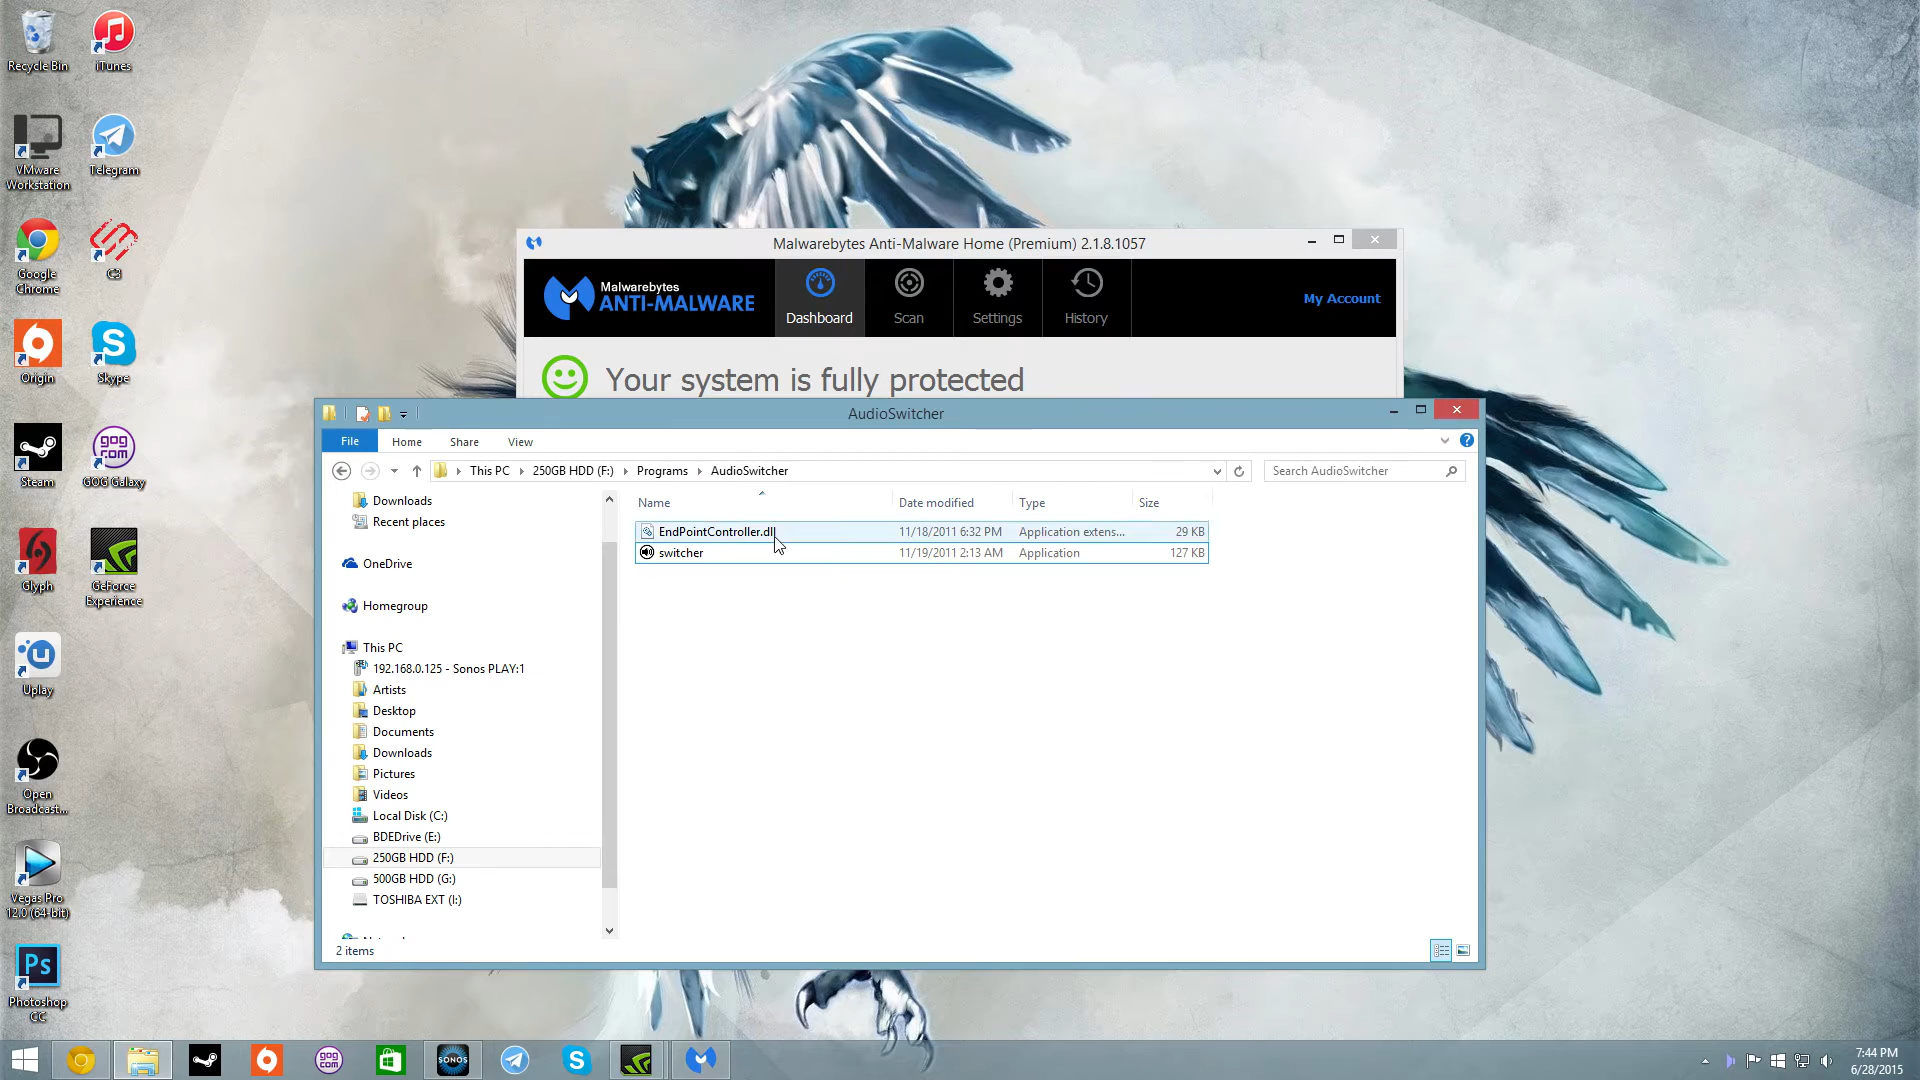 Recycle Bin
iTunes
VMware
Workstation
Telegram
Google
Chrome
C3
Origin
Skype
Steam
GOG Galaxy
Glyph
GeForce
Experience
Uplay
Open
Broadcast...
Vegas Pro
12.0 (64-bit)
Ps
Photoshop
CC
Malwarebytes Anti-Malware Home (Premium) 2.1.8.1057
Malwarebytes
ANTI-MALWARE
Dashboard
Scan
Settings
History
My Account
Your system is fully protected
AudioSwitcher
File
Home
Share
View
This PC
250GB HDD (F:)
Programs
AudioSwitcher
Search AudioSwitcher
Downloads
Recent places
OneDrive
Homegroup
This PC
192.168.0.125 - Sonos PLAY:1
Artists
Desktop
Documents
Downloads
Pictures
Videos
Local Disk (C:)
BDEDrive (E:)
250GB HDD (F:)
500GB HDD (G:)
TOSHIBA EXT (I:)
Name Date modified Type Size
EndPointController.dll 11/18/2011 6:32 PM Application extens... 29 KB
switcher 11/19/2011 2:13 AM Application 127 KB
2 items
gog
com
SONOS
7:44 PM
6/28/2015